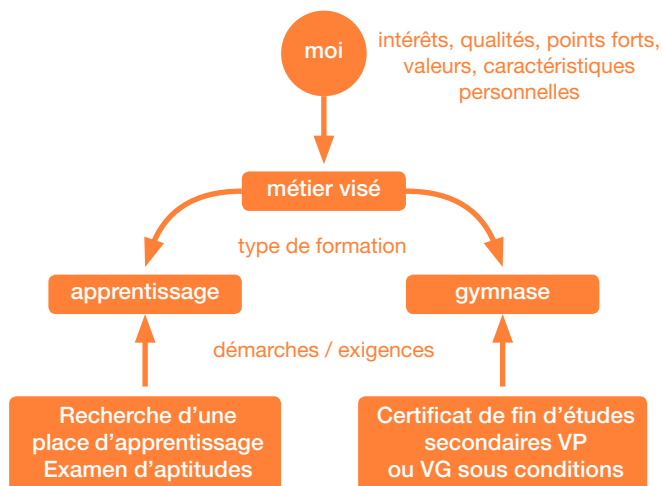 moi
intérêts, qualités, points forts,
valeurs, caractéristiques
personnelles
métier visé
type de formation
apprentissage
gymnase
démarches / exigences
Recherche d’une
place d’apprentissage
Examen d’aptitudes
Certificat de fin d’études
secondaires VP
ou VG sous conditions